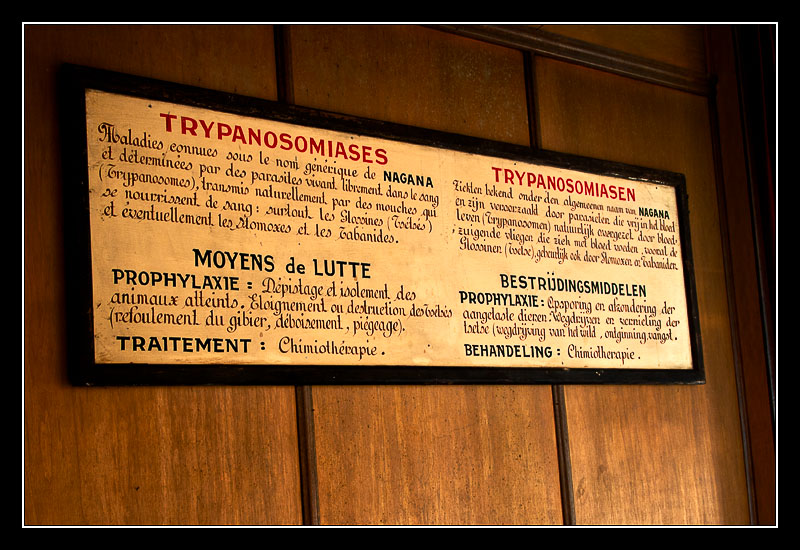 TRYPANOSOMIASES
Maladies connues sous le nom générique de NAGANA
et déterminées par des parasites vivant librement dans le sang
(Trypanosomes), transmis naturellement par des mouches qui
se nourrissent de sang : surtout les Glossines (Tsétsés)
et éventuellement les Stomoxes et les Tabanides.
MOYENS de LUTTE
PROPHYLAXIE : Dépistage et isolement des
animaux atteints. Eloignement ou destruction des Tsétsés
(refoulement du gibier, déboisement, piégeage).
TRAITEMENT : Chimiothérapie.
TRYPANOSOMIASEN
Ziekten bekend onder den algemeenen naam van NAGANA
en zijn veroorzaakt door parasieten die vrij in hd bloed
leven (Trypanosomen) natuurlijk overgezet door bloed-
zuigende vliegen die zich met bloed voeden vooral de
Glossinen (Tsetse), gebeurlijk ook door Stomoxen en Tabaniden.
BESTRIJDINGSMIDDELEN
PROPHYLAXIE : Opsporing en afzondering der
aangetaste dieren Wegdrijven en vernieling der
tsetse (wegdrijving van het wild, ontginning, vangst.
BEHANDELING : Chimiotherapie.